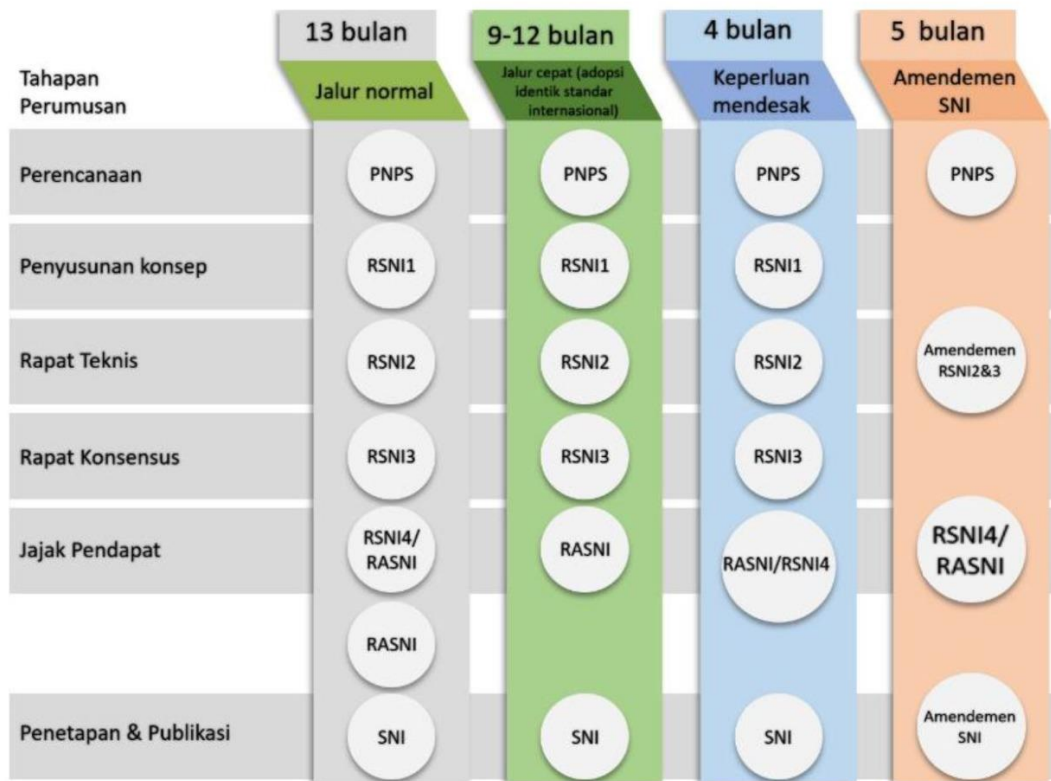 13 bulan
9-12 bulan
4 bulan
5 bulan
Tahapan
Perumusan
Jalur normal
Jalur cepat (adopsi
identik standar
internasional)
Keperluan
mendesak
Amendemen
SNI
Perencanaan
PNPS
PNPS
PNPS
PNPS
Penyusunan konsep
RSNI1
RSNI1
RSNI1
Rapat Teknis
RSNI2
RSNI2
RSNI2
Amendemen
RSNI2&3
Rapat Konsensus
RSNI3
RSNI3
RSNI3
Jajak Pendapat
RSNI4/
RASNI
RASNI
RASNI/RSNI4
RSNI4/
RASNI
RASNI
Penetapan & Publikasi
SNI
SNI
SNI
Amendemen
SNI